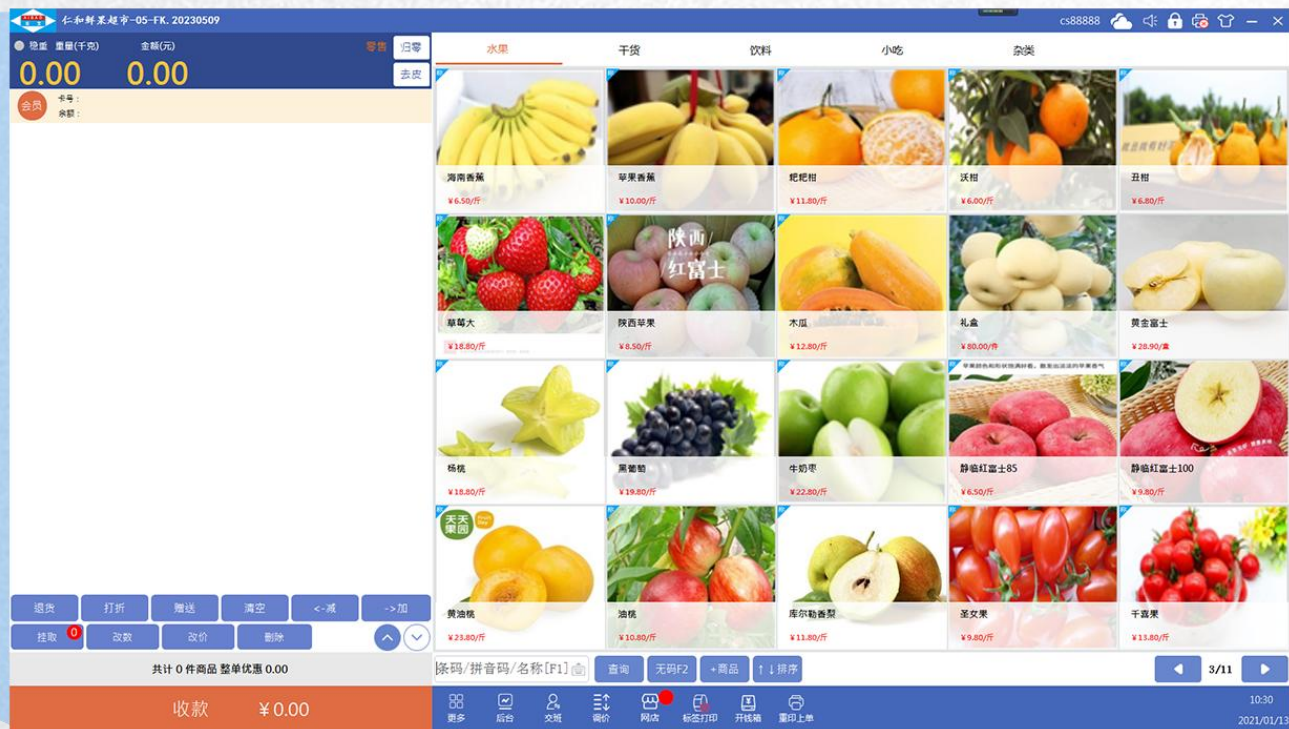 仁和鲜果超市-05-FK. 20230509
cs88888
稳重 重量(千克) 金额(元) 零售 归零
0.00 0.00 去皮
会员 卡号：
余额：
水果 干货 饮料 小吃 杂类
海南香蕉 苹果香蕉 粑粑柑 沃柑 丑柑
¥6.50/斤 ¥10.00/斤 ¥11.80/斤 ¥6.00/斤 ¥6.80/斤
陕西/
/红富士
草莓大 陕西苹果 木瓜 礼盒 黄金富士
¥18.80/斤 ¥8.50/斤 ¥12.80/斤 ¥80.00/件 ¥28.90/盒
杨桃 黑葡萄 牛奶枣 静临红富士85 静临红富士100
¥18.80/斤 ¥19.80/斤 ¥22.80/斤 ¥6.50/斤 ¥9.80/斤
天天
果园
Fruit
Day
黄油桃 油桃 库尔勒香梨 圣女果 千喜果
¥23.80/斤 ¥10.80/斤 ¥11.80/斤 ¥9.80/斤 ¥13.80/斤
退货 打折 赠送 清空 <-减 ->加
挂取 0 改数 改价 删除
共计 0 件商品 整单优惠 0.00
条码/拼音码/名称[F1] 查询 无码F2 +商品 ↑↓排序 3/11
收款 ¥0.00
更多 后台 交班 调价 网店 标签打印 开钱箱 重印上单
10:30
2021/01/13